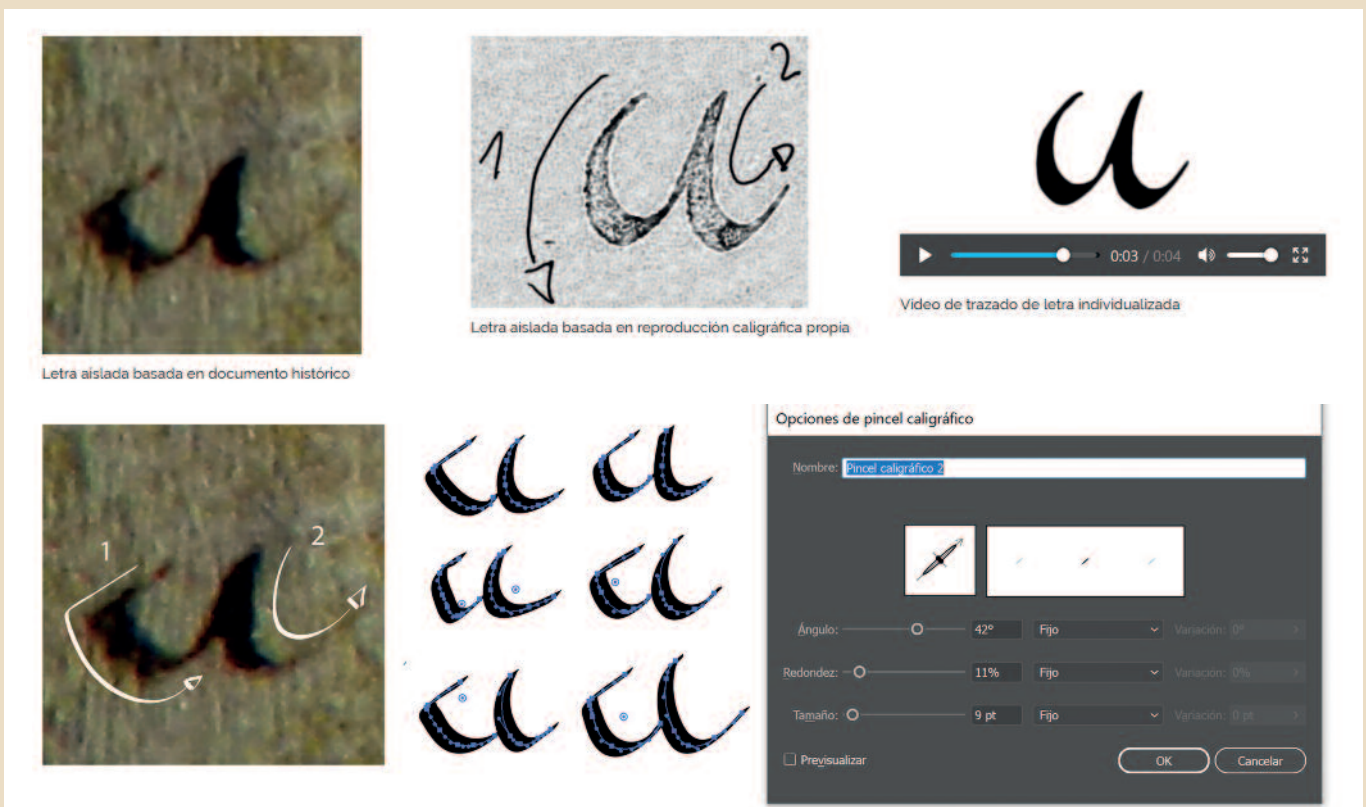 1
2
0:03 / 0:04
Letra aislada basada en reproducción caligráfica propia
Vídeo de trazado de letra individualizada
Letra aislada basada en documento histórico
1
2
Opciones de pincel caligráfico
Nombre: Pincel caligráfico 2
Ángulo: 42° Fijo Variación: 0°
Redondez: 11% Fijo Variación: 0%
Tamaño: 9 pt Fijo Variación: 0 pt
Previsualizar OK Cancelar